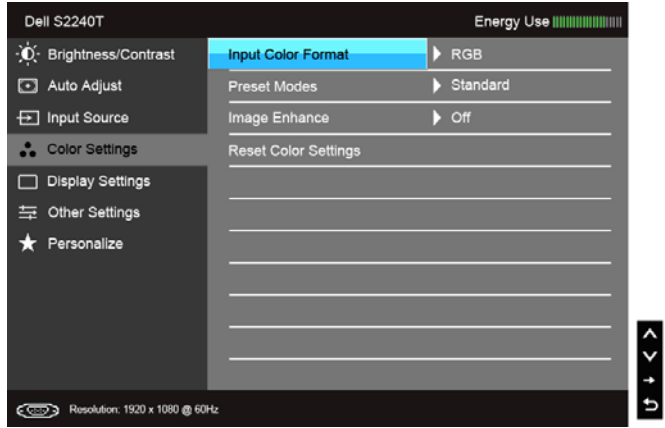 Dell S2240T
Energy Use
Brightness/Contrast
Auto Adjust
Input Source
Color Settings
Display Settings
Other Settings
Personalize
Input Color Format
RGB
Preset Modes
Standard
Image Enhance
Off
Reset Color Settings
Resolution: 1920 x 1080 @ 60Hz